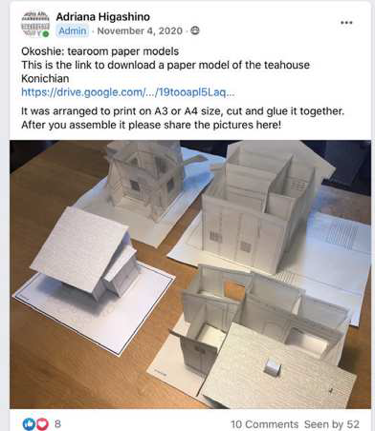 Adriana Higashino
Admin · November 4, 2020 ·
Okoshie: tearoom paper models
This is the link to download a paper model of the teahouse
Konichian
https://drive.google.com/.../19tooapl5Laq...
It was arranged to print on A3 or A4 size, cut and glue it together.
After you assemble it please share the pictures here!
8
10 Comments Seen by 52